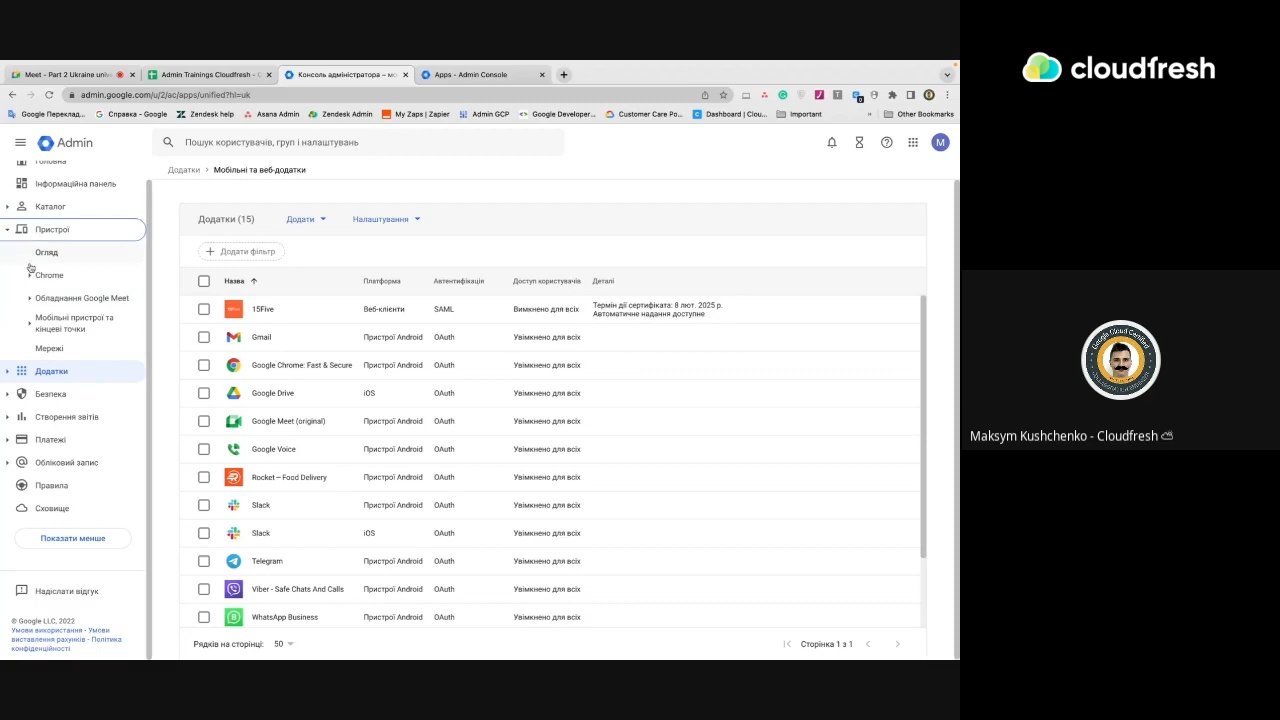 cloudfresh
Meet - Part 2 Ukraine univ
Admin Trainings Cloudfresh - G
Консоль адміністратора – мо
Apps - Admin Console
admin.google.com/u/2/ac/apps/unified?hl=uk
Google Переклад...
Справка - Google
Zendesk help
Asana Admin
Zendesk Admin
My Zaps | Zapier
Admin GCP
Google Developer...
Customer Care Po...
Dashboard | Clou...
Important
Other Bookmarks
Admin
Пошук користувачів, груп і налаштувань
M
Головна
Інформаційна панель
Каталог
Пристрої
Огляд
Chrome
Обладнання Google Meet
Мобільні пристрої та
кінцеві точки
Мережі
Додатки
Безпека
Створення звітів
Платежі
Обліковий запис
Правила
Сховище
Показати менше
Надіслати відгук
© Google LLC, 2022
Умови використання - Умови
виставлення рахунків - Політика
конфіденційності
Додатки > Мобільні та веб-додатки
Додатки (15) Додати Налаштування
+ Додати фільтр
Назва Платформа Автентифікація Доступ користувачів Деталі
15Five Веб-клієнти SAML Вимкнено для всіх Термін дії сертифіката: 8 лют. 2025 р.
Автоматичне надання доступне
Gmail Пристрої Android OAuth Увімкнено для всіх
Google Chrome: Fast & Secure Пристрої Android OAuth Увімкнено для всіх
Google Drive iOS OAuth Увімкнено для всіх
Google Meet (original) Пристрої Android OAuth Увімкнено для всіх
Google Voice Пристрої Android OAuth Увімкнено для всіх
Rocket — Food Delivery Пристрої Android OAuth Увімкнено для всіх
Slack Пристрої Android OAuth Увімкнено для всіх
Slack iOS OAuth Увімкнено для всіх
Telegram Пристрої Android OAuth Увімкнено для всіх
Viber - Safe Chats And Calls Пристрої Android OAuth Увімкнено для всіх
WhatsApp Business Пристрої Android OAuth Увімкнено для всіх
Рядків на сторінці: 50 Сторінка 1 з 1
Maksym Kushchenko - Cloudfresh